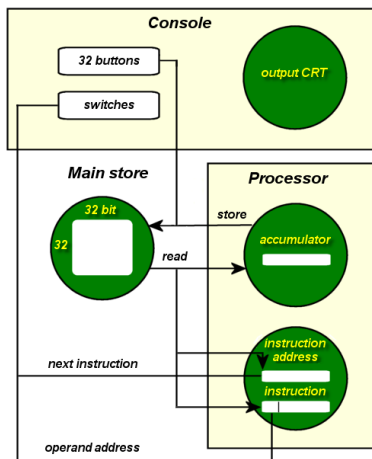 Console
32 buttons
output CRT
switches
Main store
Processor
32 bit
store
32
accumulator
read
instruction
address
next instruction
instruction
operand address